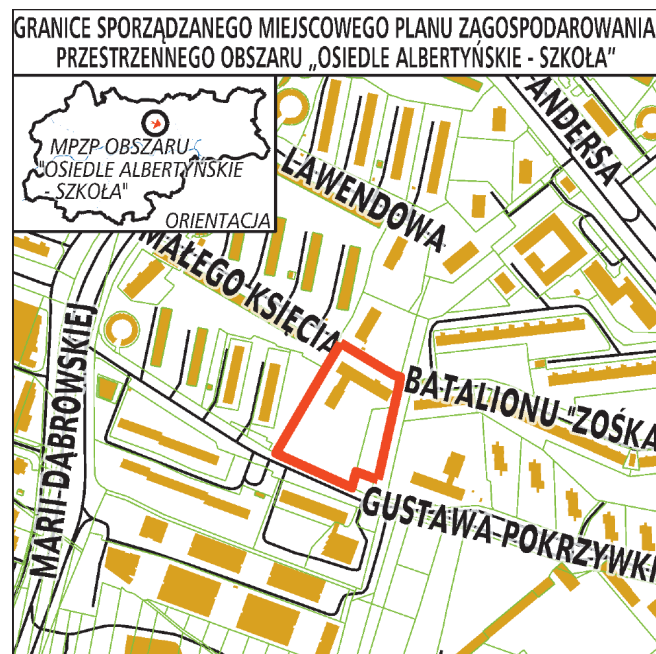 GRANICE SPORZĄDZANEGO MIEJSCOWEGO PLANU ZAGOSPODAROWANIA
PRZESTRZENNEGO OBSZARU „OSIEDLE ALBERTYŃSKIE - SZKOŁA"
MPZP OBSZARU
"OSIEDLE ALBERTYŃSKIE
- SZKOŁA"
ORIENTACJA
ANDERSA
LAWENDOWA
MAŁEGO KSIĘCIA
MARII DĄBROWSKIEJ
BATALIONU "ZOŚKA
GUSTAWA POKRZYWKI